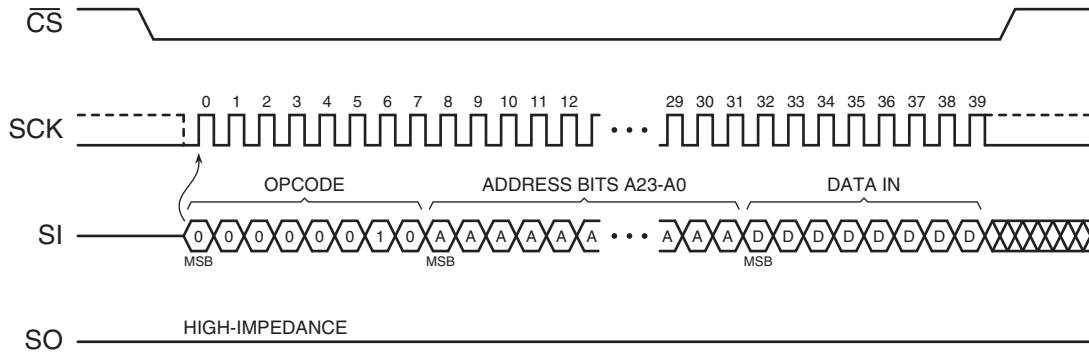 CS
0 1 2 3 4 5 6 7 8 9 10 11 12 29 30 31 32 33 34 35 36 37 38 39
SCK
OPCODE ADDRESS BITS A23-A0 DATA IN
SI 0 0 0 0 0 0 1 0 A A A A A A A A A D D D D D D D D
MSB MSB MSB
HIGH-IMPEDANCE
SO